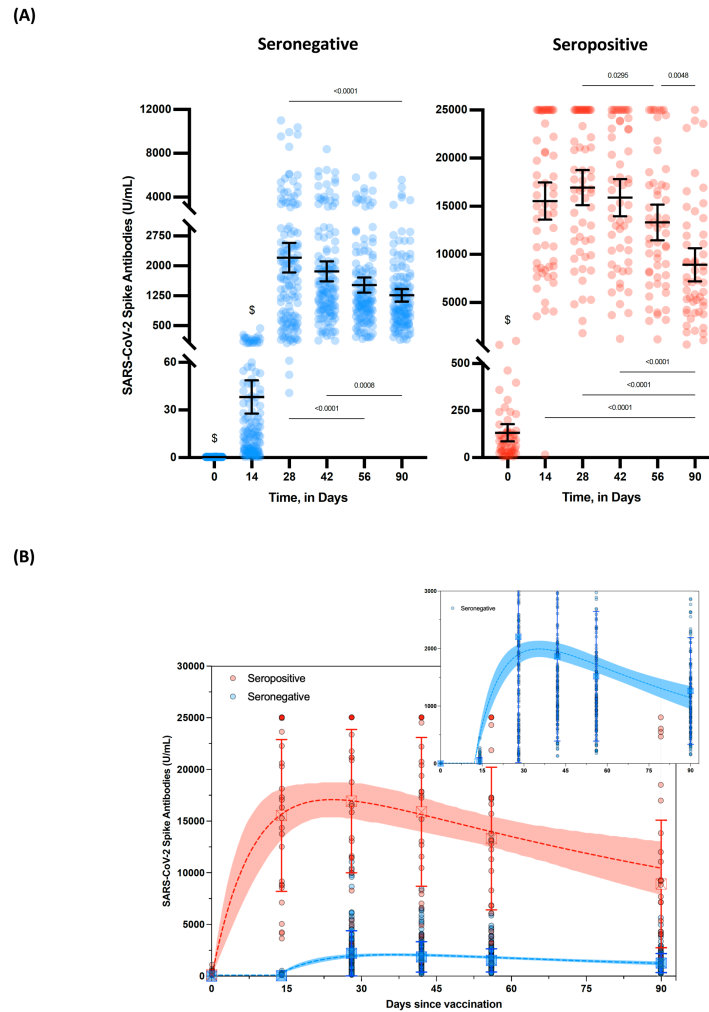 (A)
Seronegative
Seropositive
SARS-CoV-2 Spike Antibodies (U/mL)
12000
8000
4000
2750
2000
1250
500
60
30
0
<0.0001
$
$
0.0008
<0.0001
0 14 28 42 56 90
Time, in Days
25000
20000
15000
10000
5000
500
250
0
0.0295
0.0048
$
<0.0001
<0.0001
<0.0001
0 14 28 42 56 90
Time, in Days
(B)
SARS-CoV-2 Spike Antibodies (U/mL)
30000
25000
20000
15000
10000
5000
0
Seropositive
Seronegative
0 15 30 45 60 75 90
Days since vaccination
3000
2000
1000
0
Seronegative
0 15 30 45 60 75 90